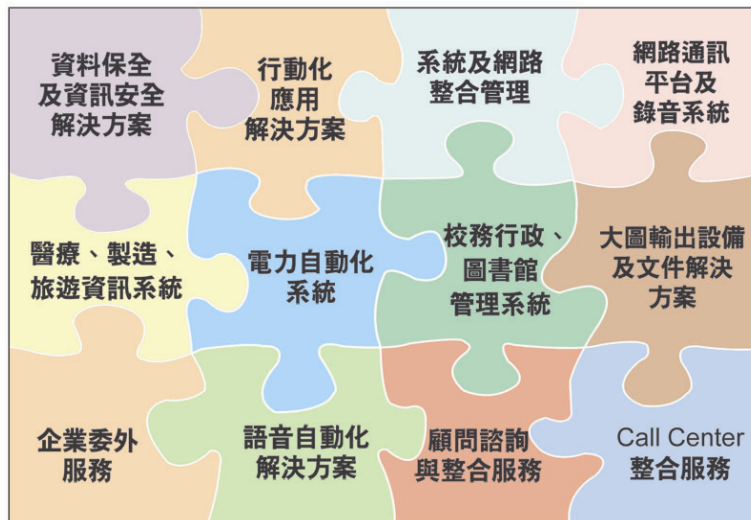 資料保全
及資訊安全
解決方案
行動化
應用
解決方案
系統及網路
整合管理
網路通訊
平台及
錄音系統
醫療、製造、
旅遊資訊系統
電力自動化
系統
校務行政、
圖書館
管理系統
大圖輸出設備
及文件解決
方案
企業委外
服務
語音自動化
解決方案
顧問諮詢
與整合服務
Call Center
整合服務